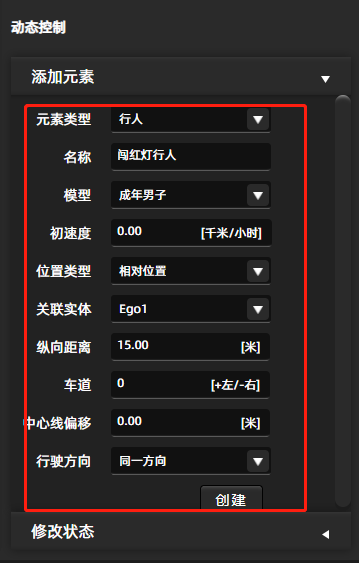 动态控制
添加元素
元素类型 行人
名称 闯红灯行人
模型 成年男子
初速度 0.00 [千米/小时]
位置类型 相对位置
关联实体 Ego1
纵向距离 15.00 [米]
车道 0 [+左/-右]
中心线偏移 0.00 [米]
行驶方向 同一方向
创建
修改状态